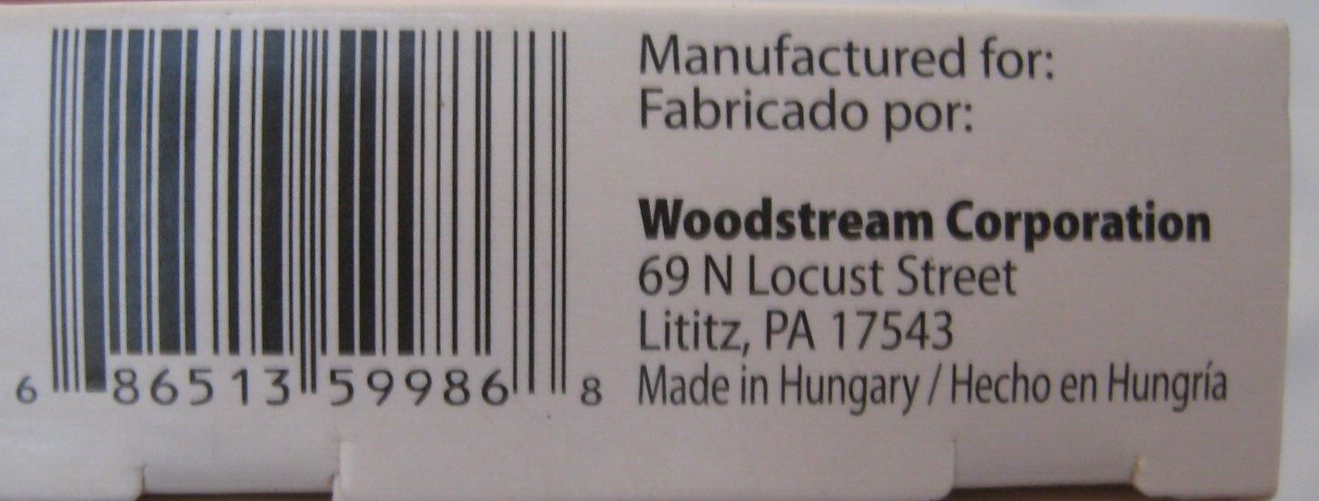 Manufactured for:
Fabricado por:
Woodstream Corporation
69 N Locust Street
Lititz, PA 17543
Made in Hungary / Hecho en Hungría
6 86513 59986 8